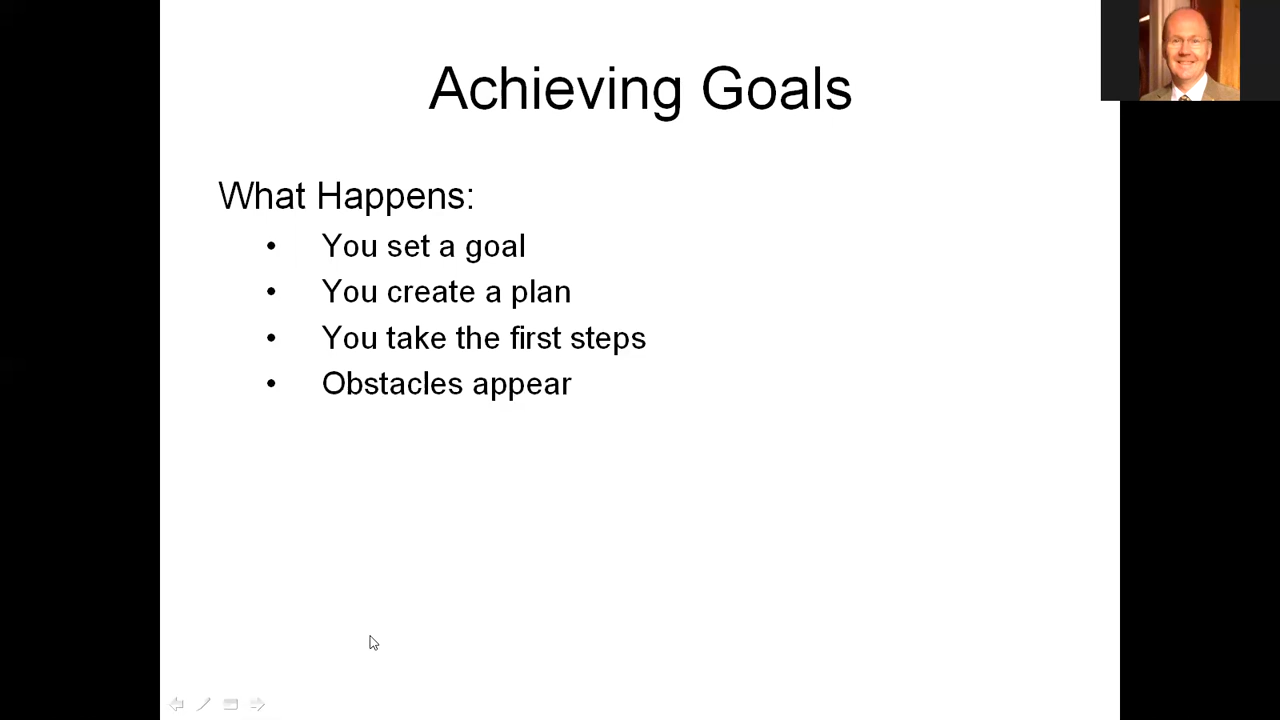 Achieving Goals
What Happens:
• You set a goal
• You create a plan
• You take the first steps
• Obstacles appear